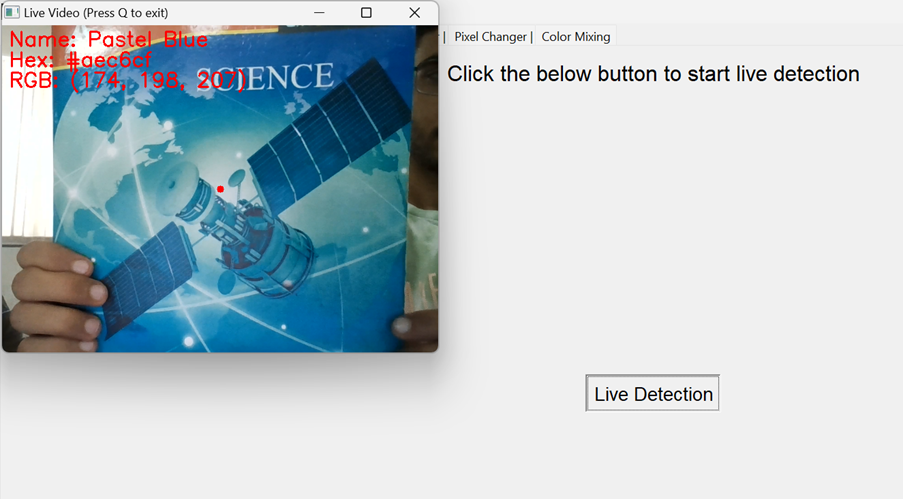 Live Video (Press Q to exit)
Name: Pastel Blue
Hex: #aec6cf
RGB: (174, 198, 207)
SCIENCE
| Pixel Changer | Color Mixing
Click the below button to start live detection
Live Detection